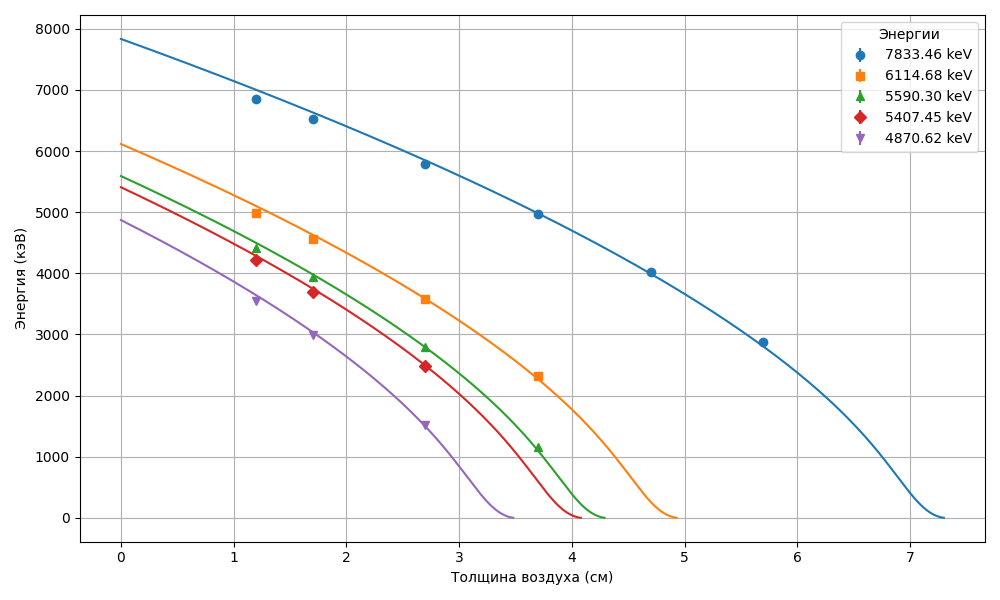 Энергии
7833.46 keV
6114.68 keV
5590.30 keV
5407.45 keV
4870.62 keV
8000
7000
6000
5000
4000
3000
2000
1000
0
Энергия (кэВ)
0 1 2 3 4 5 6 7
Толщина воздуха (см)